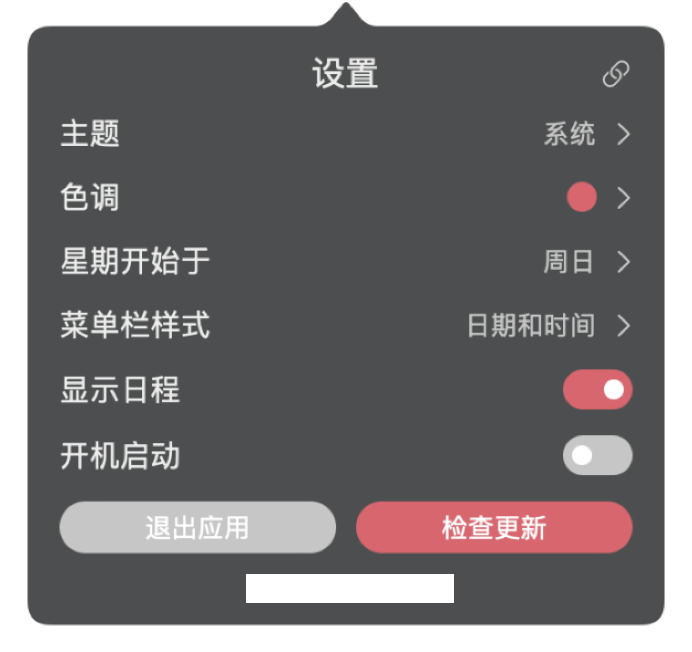 设置
主题 系统
色调
星期开始于 周日
菜单栏样式 日期和时间
显示日程
开机启动
退出应用 检查更新